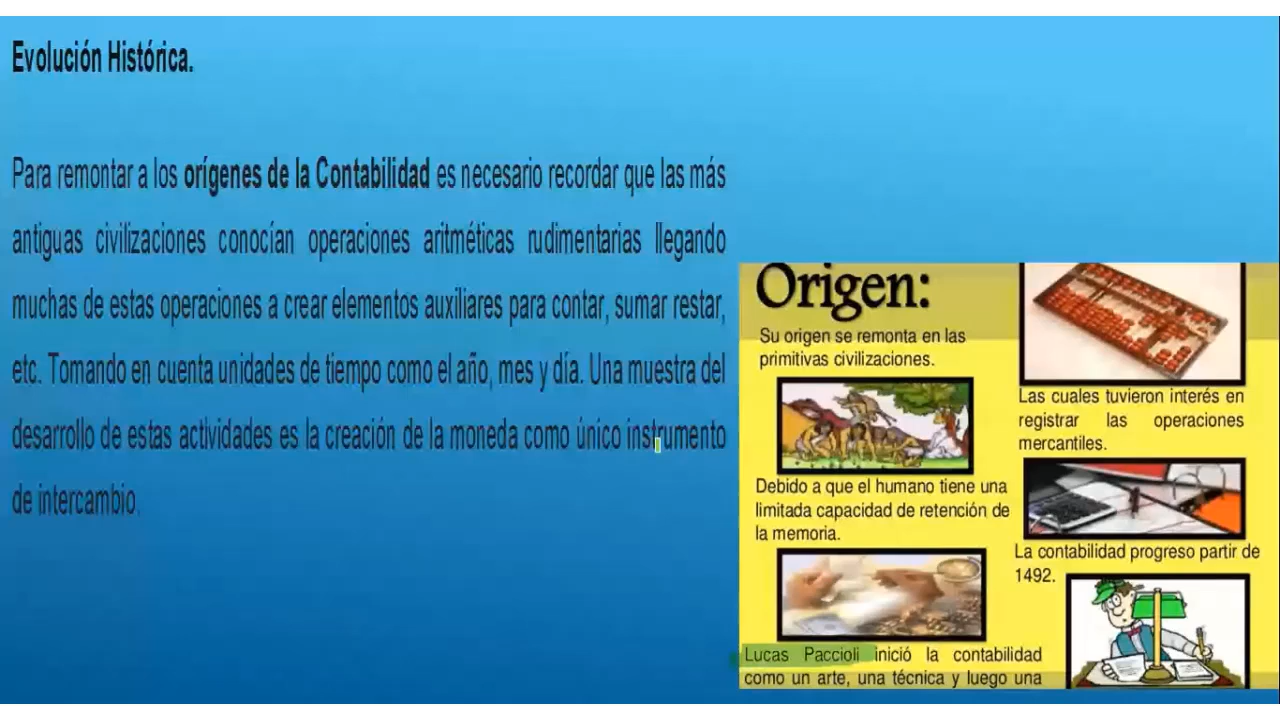 Evolución Histórica.
Para remontar a los orígenes de la Contabilidad es necesario recordar que las más
antiguas civilizaciones conocían operaciones aritméticas rudimentarias llegando
muchas de estas operaciones a crear elementos auxiliares para contar, sumar restar,
etc. Tomando en cuenta unidades de tiempo como el año, mes y día. Una muestra del
desarrollo de estas actividades es la creación de la moneda como único instrumento
de intercambio.
Origen:
Su origen se remonta en las
primitivas civilizaciones.
Debido a que el humano tiene una
limitada capacidad de retención de
la memoria.
Lucas Paccioli inició la contabilidad
como un arte, una técnica y luego una
Las cuales tuvieron interés en
registrar las operaciones
mercantiles.
La contabilidad progreso partir de
1492.